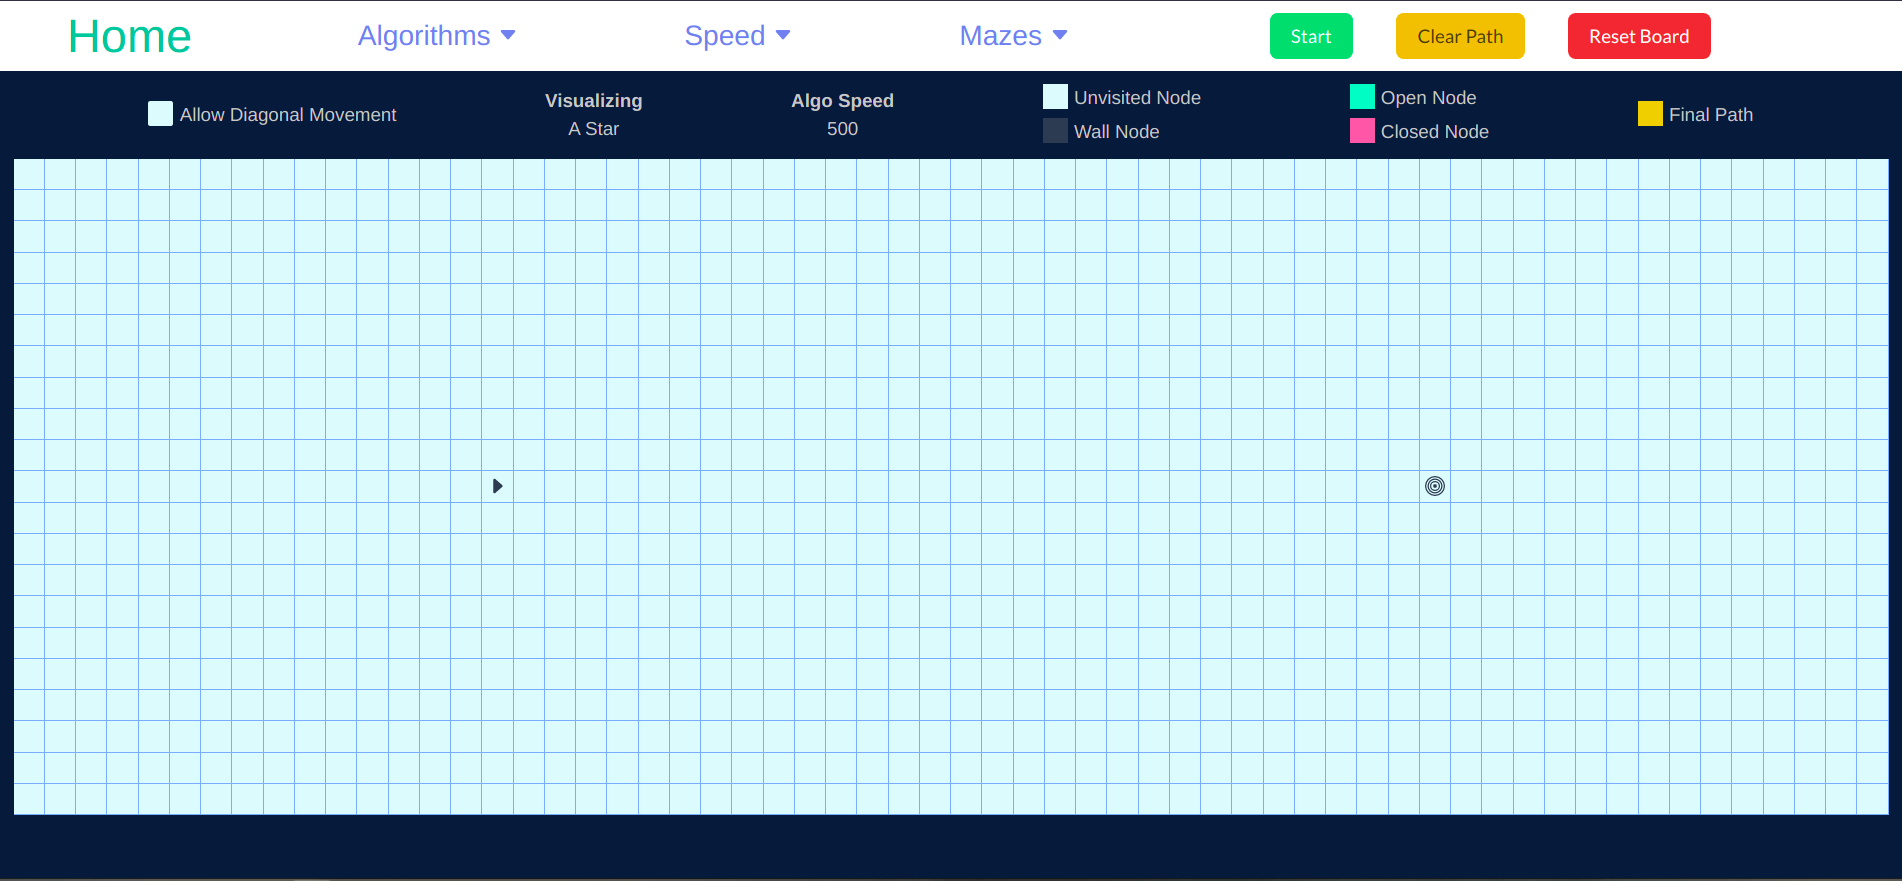 Home
Algorithms
Speed
Mazes
Start
Clear Path
Reset Board
Allow Diagonal Movement
Visualizing
A Star
Algo Speed
500
Unvisited Node
Wall Node
Open Node
Closed Node
Final Path